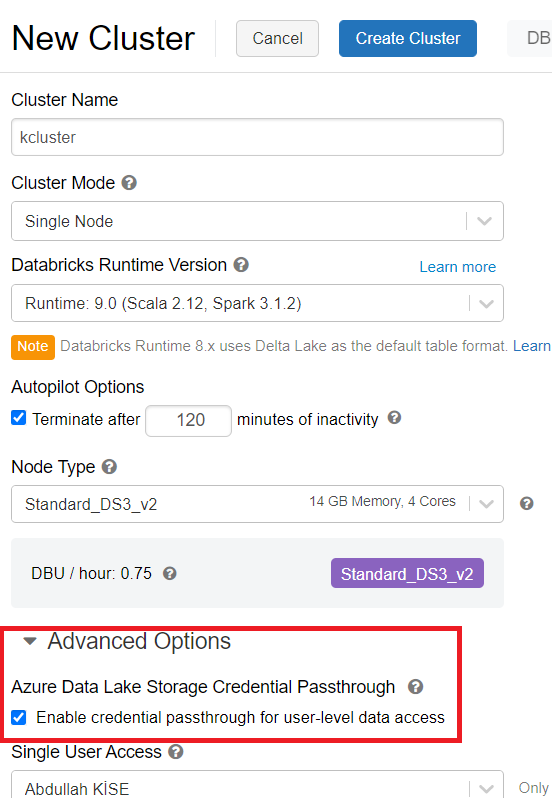 New Cluster Cancel Create Cluster DB
Cluster Name
kcluster
Cluster Mode ?
Single Node
Databricks Runtime Version ? Learn more
Runtime: 9.0 (Scala 2.12, Spark 3.1.2)
Note Databricks Runtime 8.x uses Delta Lake as the default table format. Learn
Autopilot Options
Terminate after 120 minutes of inactivity ?
Node Type ?
Standard_DS3_v2 14 GB Memory, 4 Cores ?
DBU / hour: 0.75 ? Standard_DS3_v2
Advanced Options
Azure Data Lake Storage Credential Passthrough ?
Enable credential passthrough for user-level data access
Single User Access ?
Abdullah KİSE Only